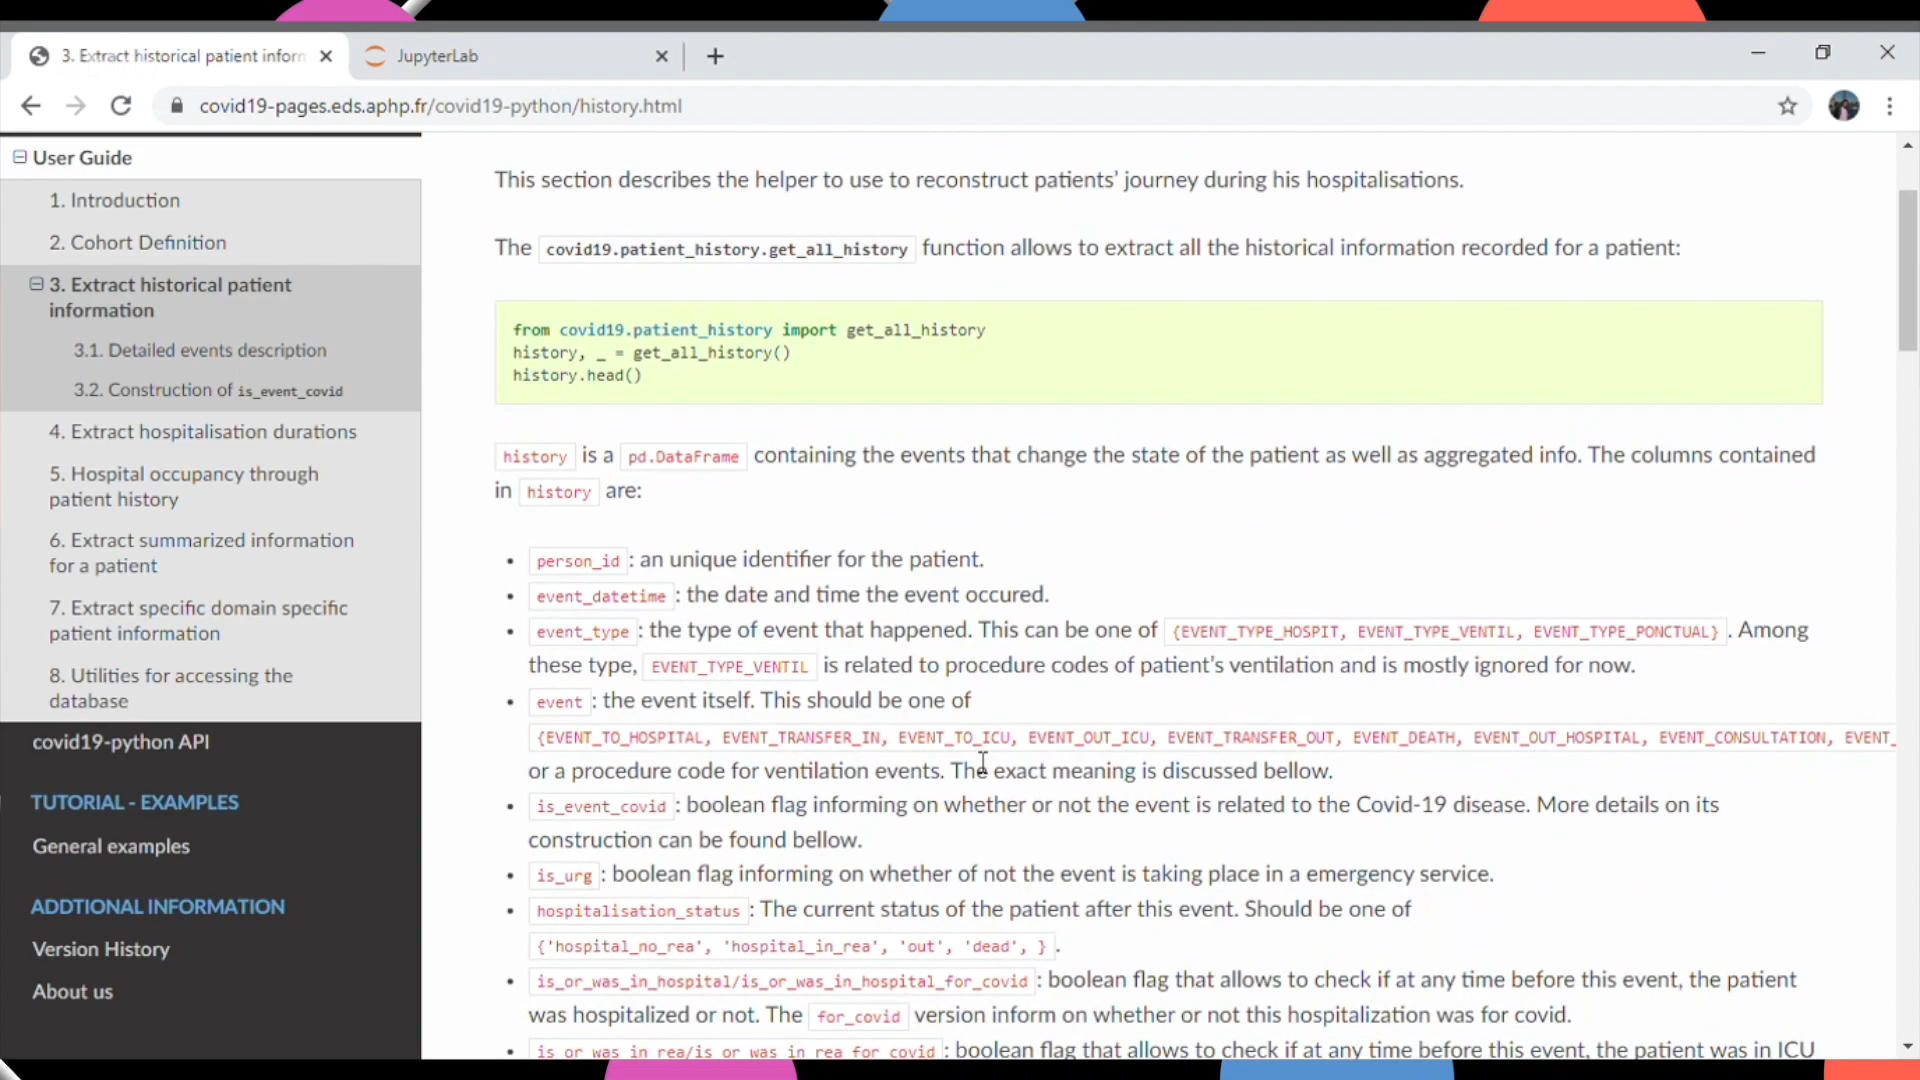 3. Extract historical patient inform
JupyterLab
covid19-pages.eds.aphp.fr/covid19-python/history.html
User Guide
1. Introduction
2. Cohort Definition
3. Extract historical patient
information
3.1. Detailed events description
3.2. Construction of is_event_covid
4. Extract hospitalisation durations
5. Hospital occupancy through
patient history
6. Extract summarized information
for a patient
7. Extract specific domain specific
patient information
8. Utilities for accessing the
database
covid19-python API
TUTORIAL - EXAMPLES
General examples
ADDTIONAL INFORMATION
Version History
About us
This section describes the helper to use to reconstruct patients' journey during his hospitalisations.
The covid19.patient_history.get_all_history function allows to extract all the historical information recorded for a patient:
from covid19.patient_history import get_all_history
history, _ = get_all_history()
history.head()
history is a pd.DataFrame containing the events that change the state of the patient as well as aggregated info. The columns contained
in history are:
• person_id : an unique identifier for the patient.
• event_datetime : the date and time the event occured.
• event_type : the type of event that happened. This can be one of {EVENT_TYPE_HOSPIT, EVENT_TYPE_VENTIL, EVENT_TYPE_PONCTUAL} . Among
these type, EVENT_TYPE_VENTIL is related to procedure codes of patient's ventilation and is mostly ignored for now.
• event : the event itself. This should be one of
{EVENT_TO_HOSPITAL, EVENT_TRANSFER_IN, EVENT_TO_ICU, EVENT_OUT_ICU, EVENT_TRANSFER_OUT, EVENT_DEATH, EVENT_OUT_HOSPITAL, EVENT_CONSULTATION, EVENT_
or a procedure code for ventilation events. The exact meaning is discussed bellow.
• is_event_covid : boolean flag informing on whether or not the event is related to the Covid-19 disease. More details on its
construction can be found bellow.
• is_urg : boolean flag informing on whether of not the event is taking place in a emergency service.
• hospitalisation_status : The current status of the patient after this event. Should be one of
{'hospital_no_rea', 'hospital_in_rea', 'out', 'dead', } .
• is_or_was_in_hospital/is_or_was_in_hospital_for_covid : boolean flag that allows to check if at any time before this event, the patient
was hospitalized or not. The for_covid version inform on whether or not this hospitalization was for covid.
• is_or_was_in_rea/is_or_was_in_rea_for_covid : boolean flag that allows to check if at any time before this event, the patient was in ICU